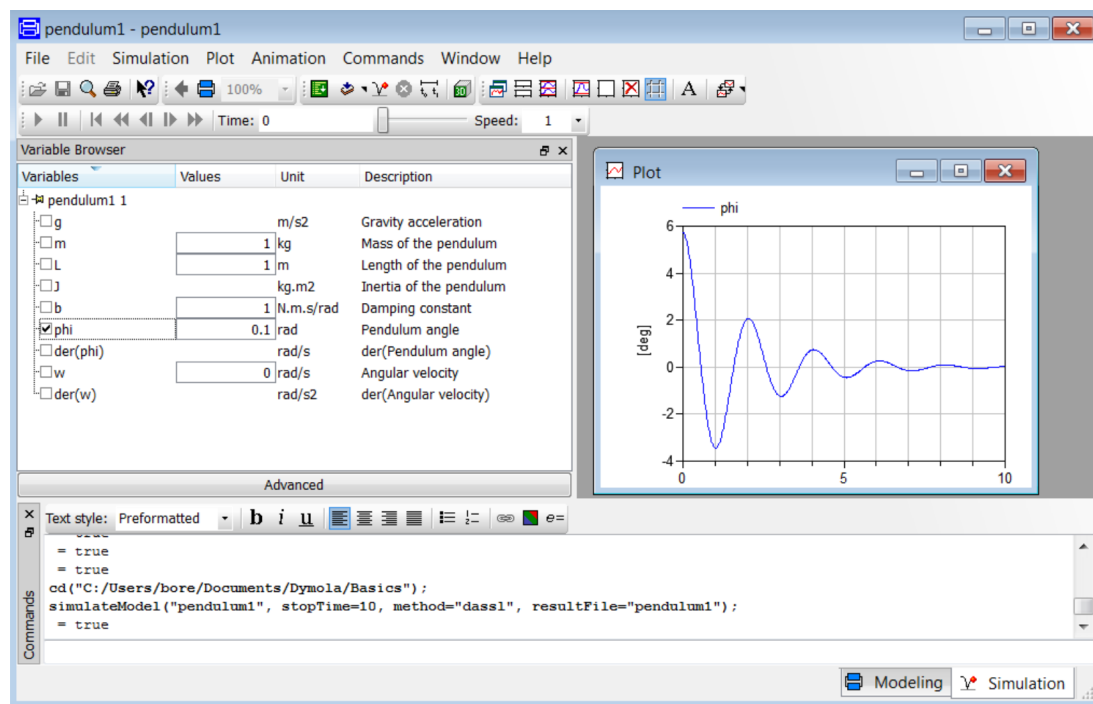 pendulum1 - pendulum1
File Edit Simulation Plot Animation Commands Window Help
100% 3D A
Time: 0 Speed: 1
Variable Browser
Variables Values Unit Description
pendulum1 1
g m/s2 Gravity acceleration
m 1 kg Mass of the pendulum
L 1 m Length of the pendulum
J kg.m2 Inertia of the pendulum
b 1 N.m.s/rad Damping constant
phi 0.1 rad Pendulum angle
der(phi) rad/s der(Pendulum angle)
w 0 rad/s Angular velocity
der(w) rad/s2 der(Angular velocity)
Advanced
Plot
phi
6
4
2
0
-2
-4
[deg]
0 5 10
Text style: Preformatted b i u e=
= true
= true
cd("C:/Users/bore/Documents/Dymola/Basics");
simulateModel("pendulum1", stopTime=10, method="dassl", resultFile="pendulum1");
= true
Commands
Modeling Simulation